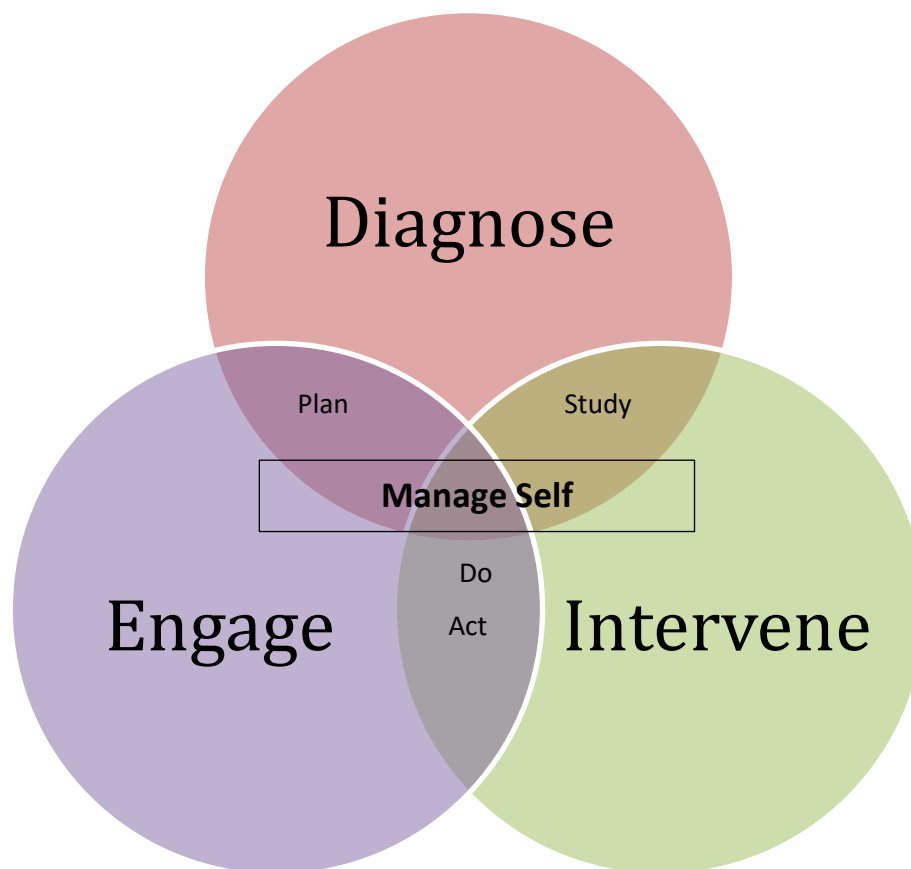 Diagnose
Plan
Study
Manage Self
Do
Act
Engage
Intervene